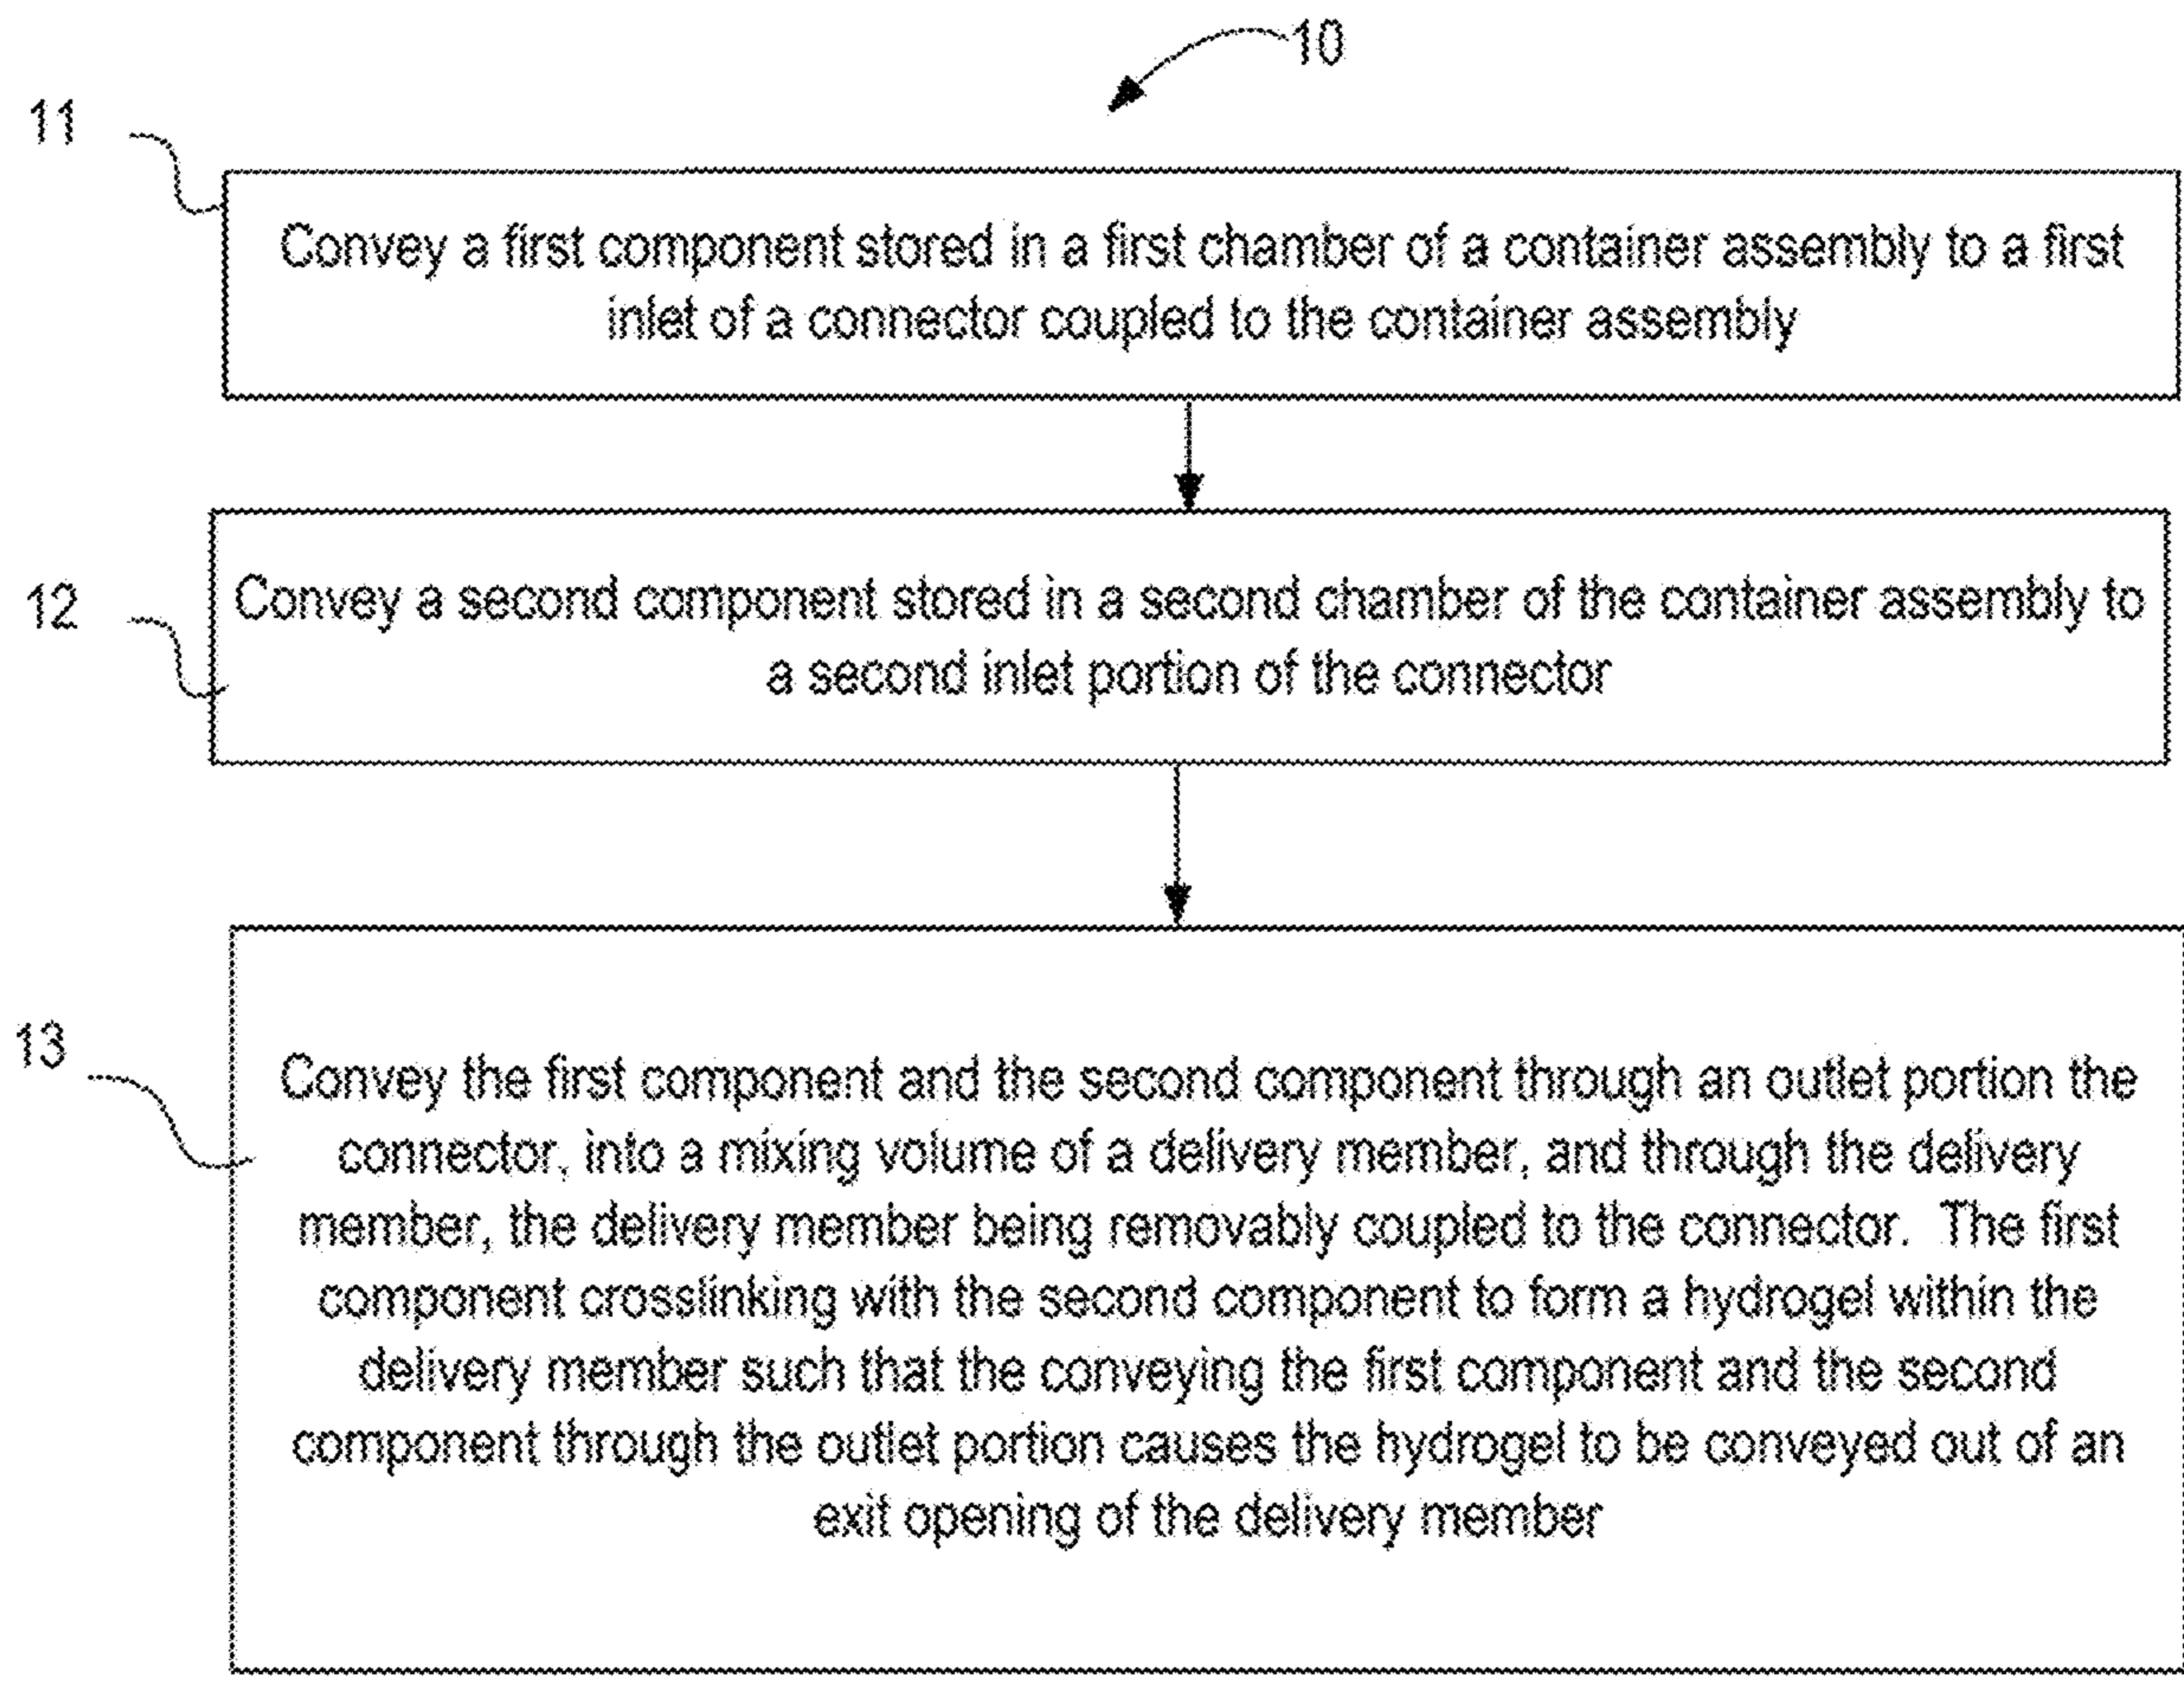 10
11
Convey a first component stored in a first chamber of a container assembly to a first
inlet of a connector coupled to the container assembly
12
Convey a second component stored in a second chamber of the container assembly to
a second inlet portion of the connector
13
Convey the first component and the second component through an outlet portion the
connector, into a mixing volume of a delivery member, and through the delivery
member, the delivery member being removably coupled to the connector. The first
component crosslinking with the second component to form a hydrogel within the
delivery member such that the conveying the first component and the second
component through the outlet portion causes the hydrogel to be conveyed out of an
exit opening of the delivery member